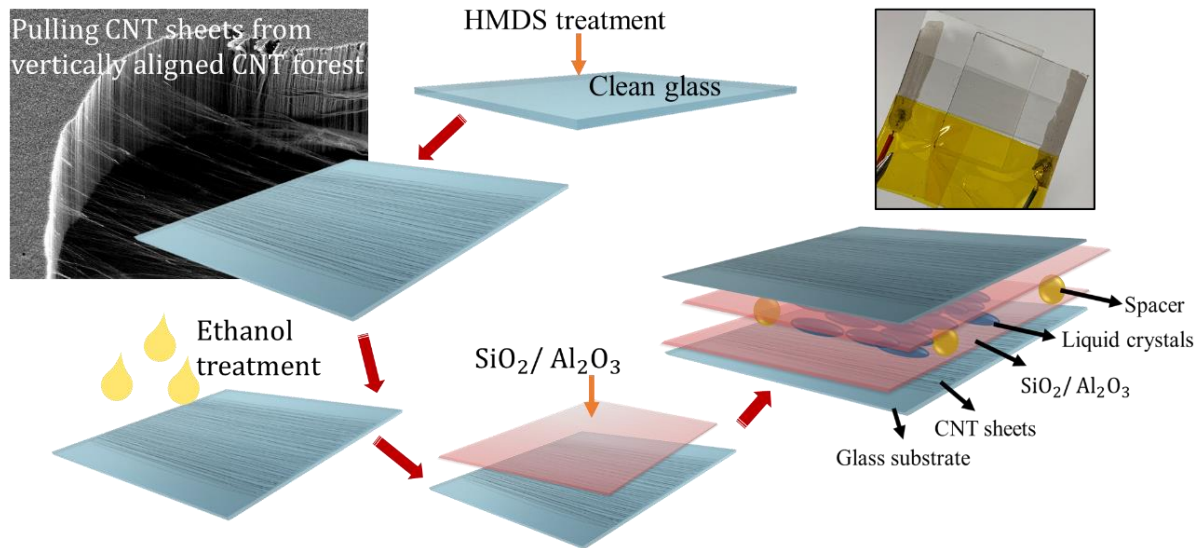 Pulling CNT sheets from
vertically aligned CNT forest
HMDS treatment
Clean glass
Ethanol
treatment
SiO₂/ Al₂O₃
Spacer
Liquid crystals
SiO₂/ Al₂O₃
CNT sheets
Glass substrate